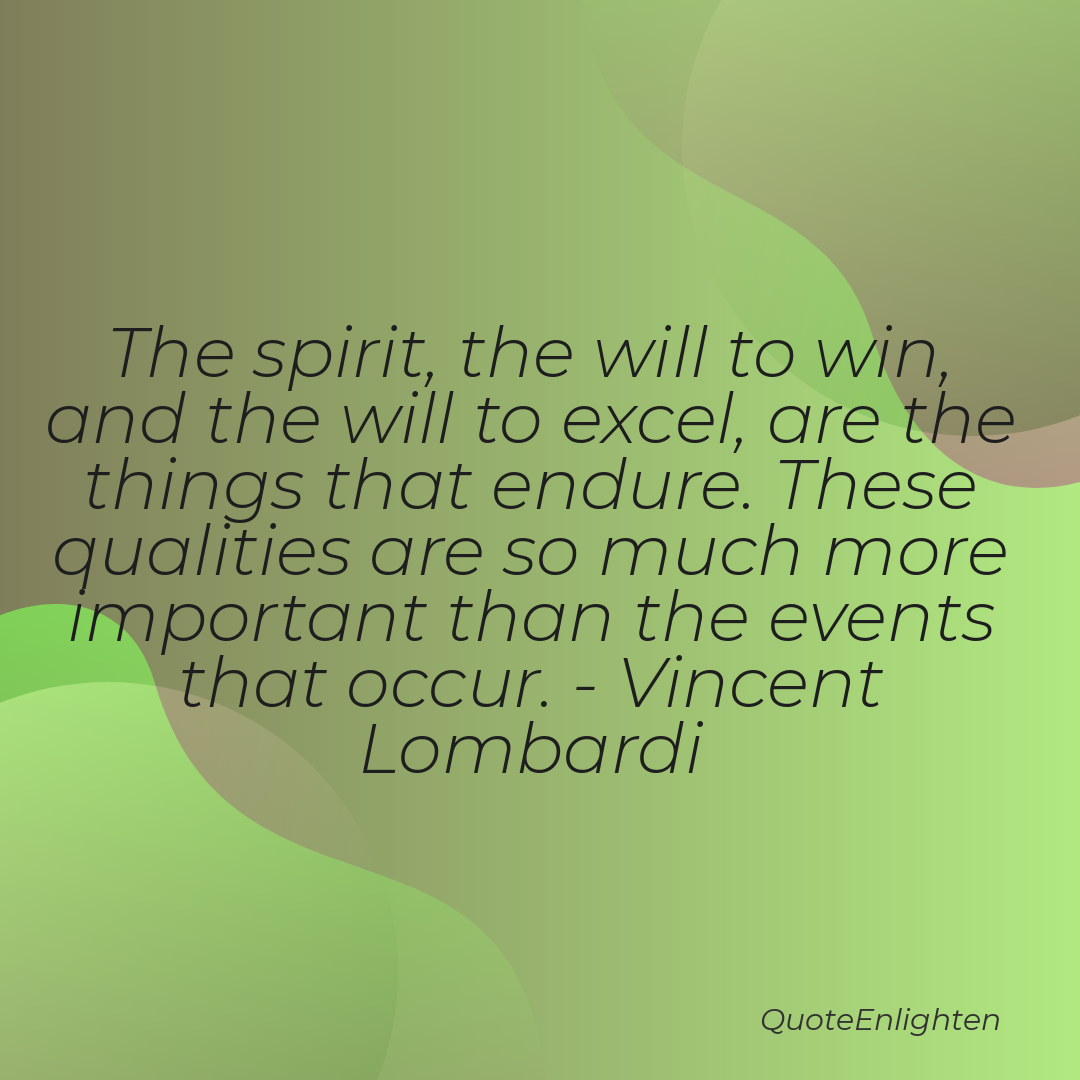 The spirit, the will to win,
and the will to excel, are the
things that endure. These
qualities are so much more
important than the events
that occur. - Vincent
Lombardi
QuoteEnlighten